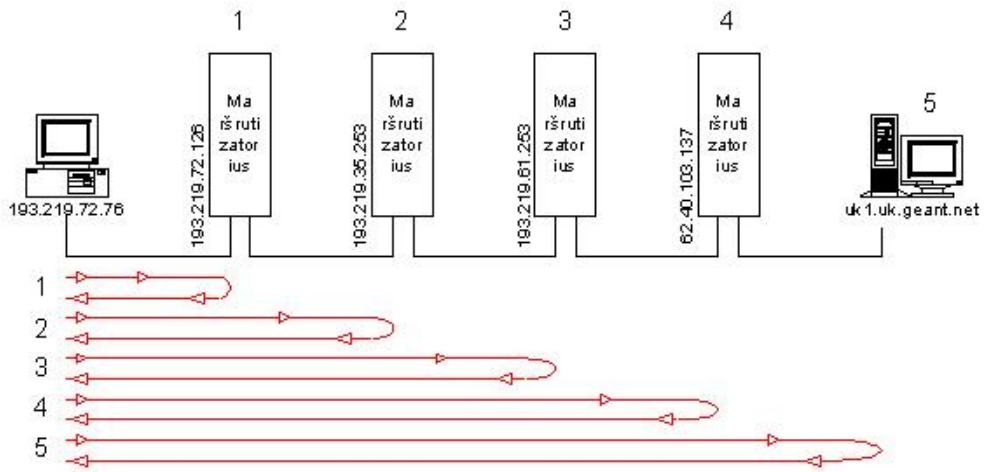 1
2
3
4
5
Ma
ršruti
zator
ius
Ma
ršruti
zator
ius
Ma
ršruti
zator
ius
Ma
ršruti
zator
ius
193.219.72.126
193.219.35.253
193.219.61.253
62.40.103.137
193.219.72.76
uk1.uk.geant.net
1
2
3
4
5